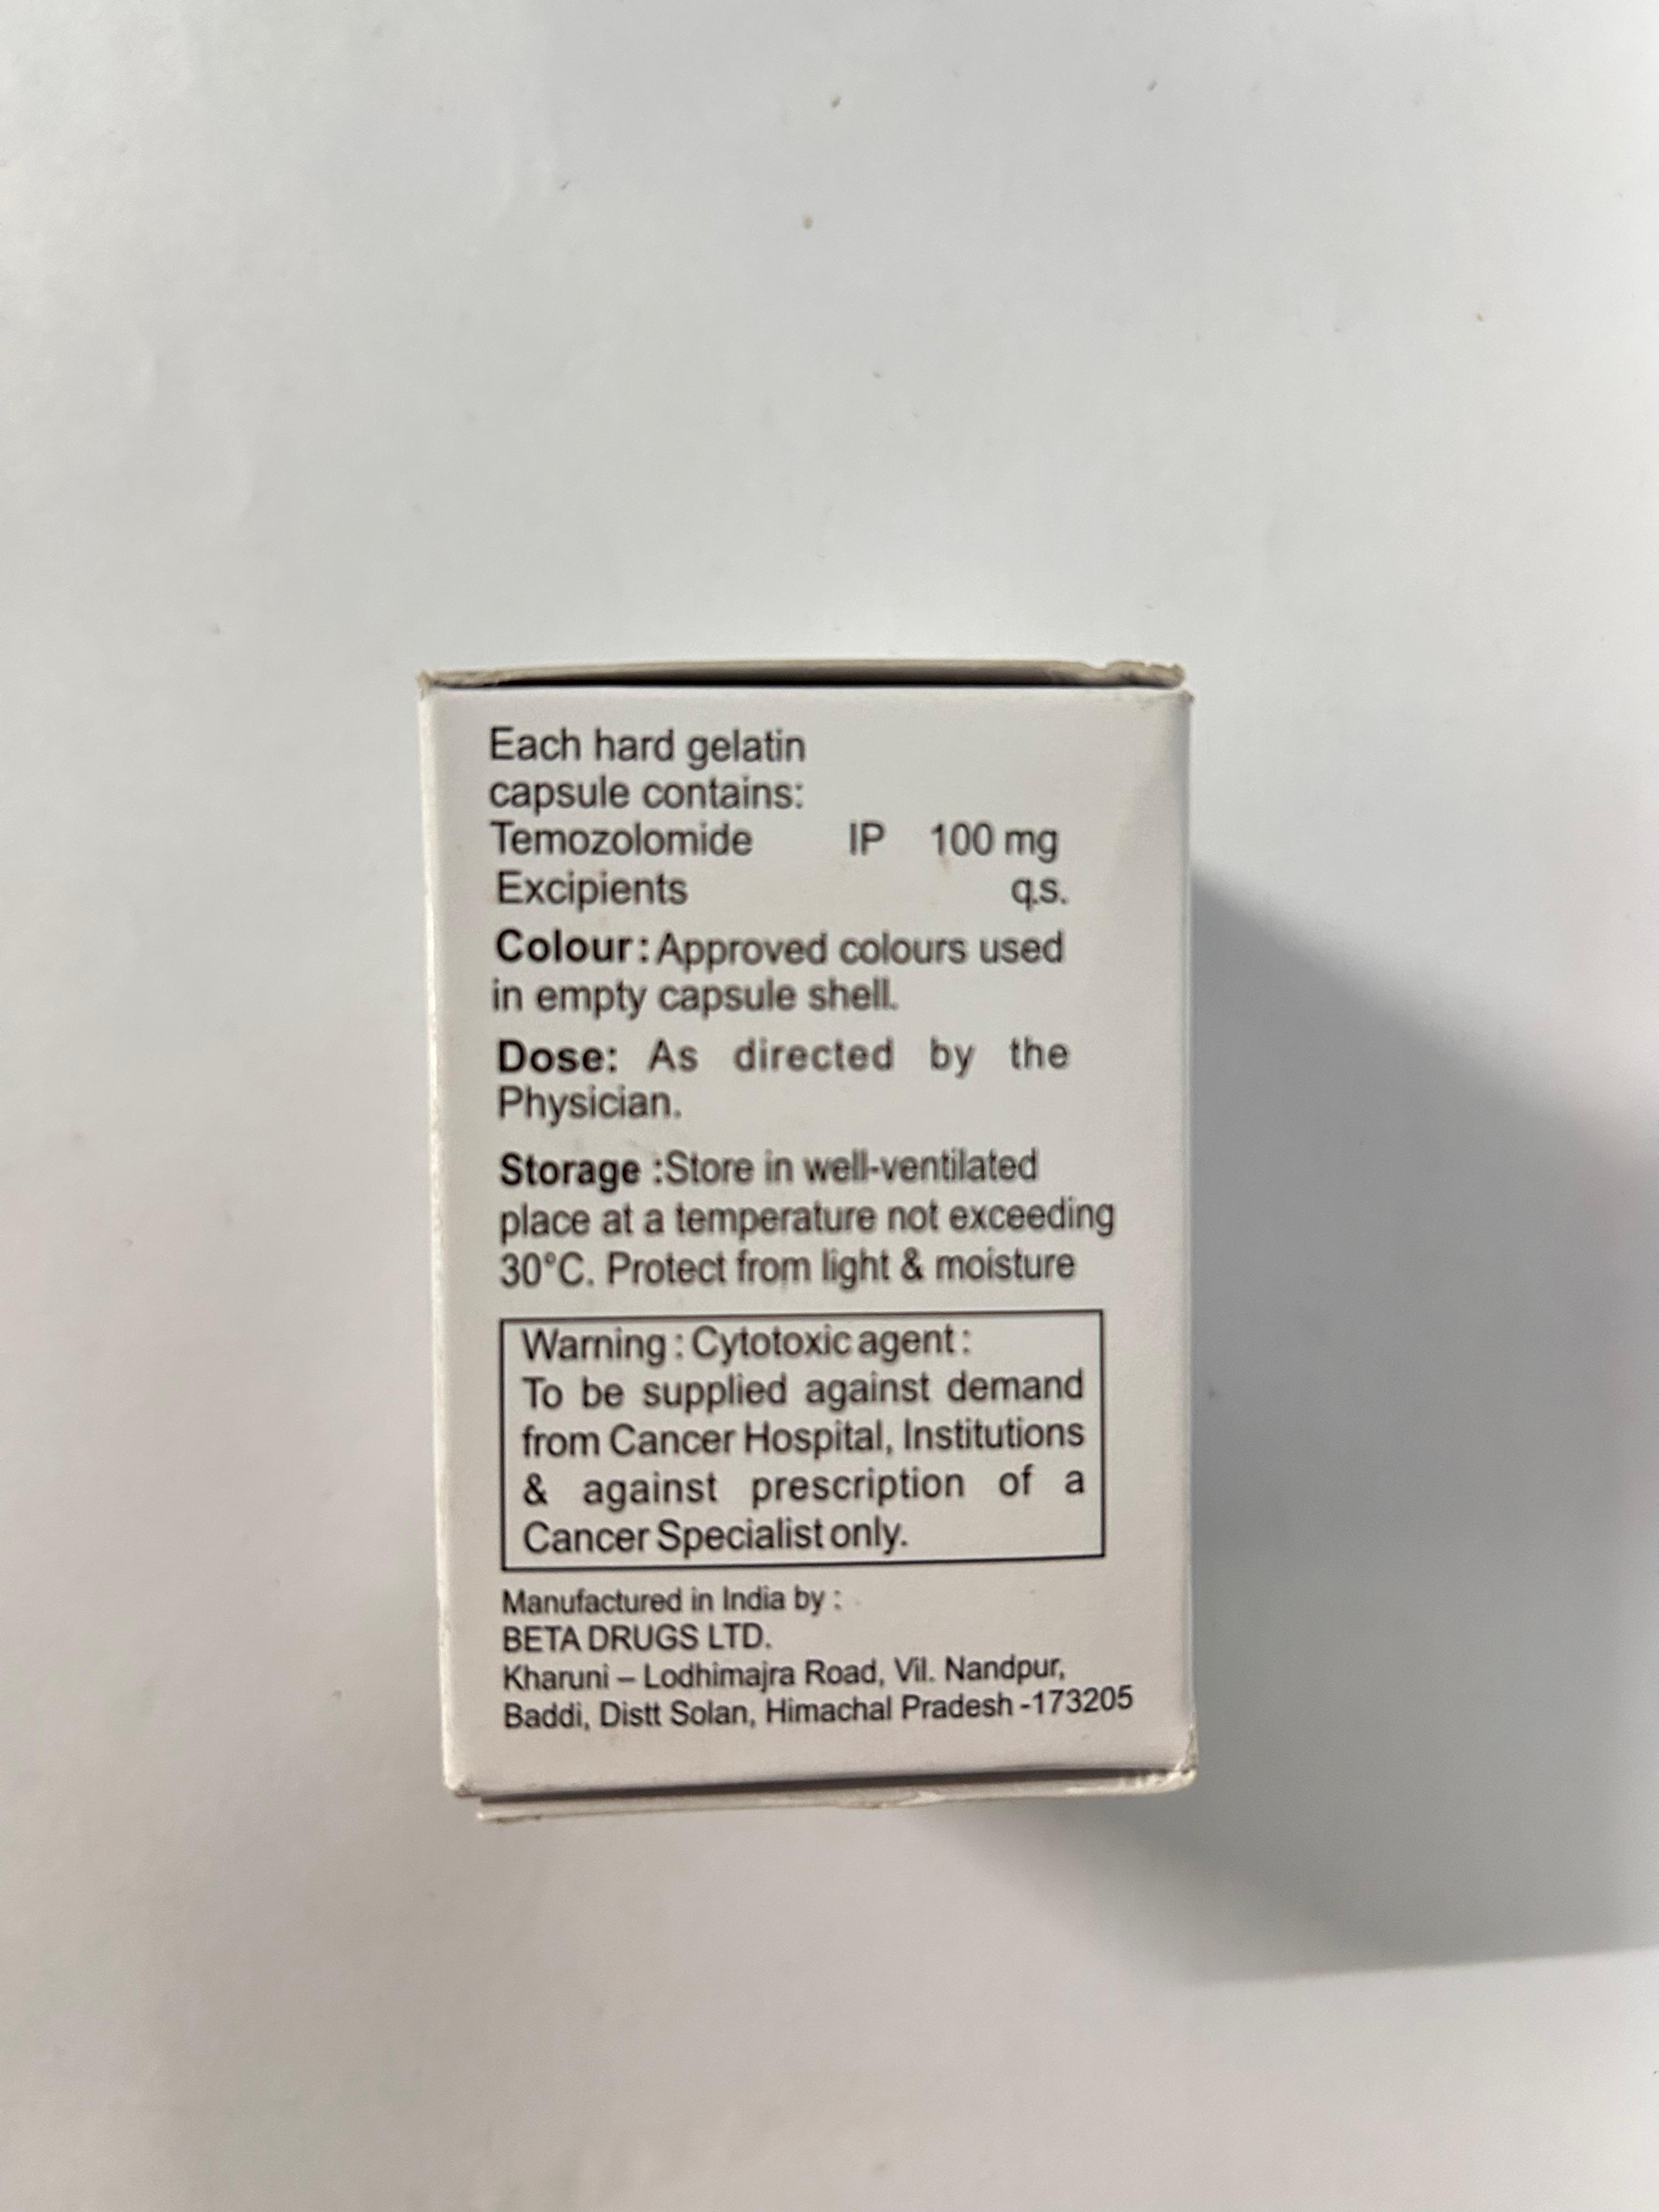 Each hard gelatin
capsule contains:
Temozolomide IP 100 mg
Excipients q.s.
Colour: Approved colours used
in empty capsule shell.
Dose: As directed by the
Physician.
Storage :Store in well-ventilated
place at a temperature not exceeding
30°C. Protect from light & moisture
Warning : Cytotoxic agent :
To be supplied against demand
from Cancer Hospital, Institutions
& against prescription of a
Cancer Specialist only.
Manufactured in India by :
BETA DRUGS LTD.
Kharuni – Lodhimajra Road, Vil. Nandpur,
Baddi, Distt Solan, Himachal Pradesh -173205